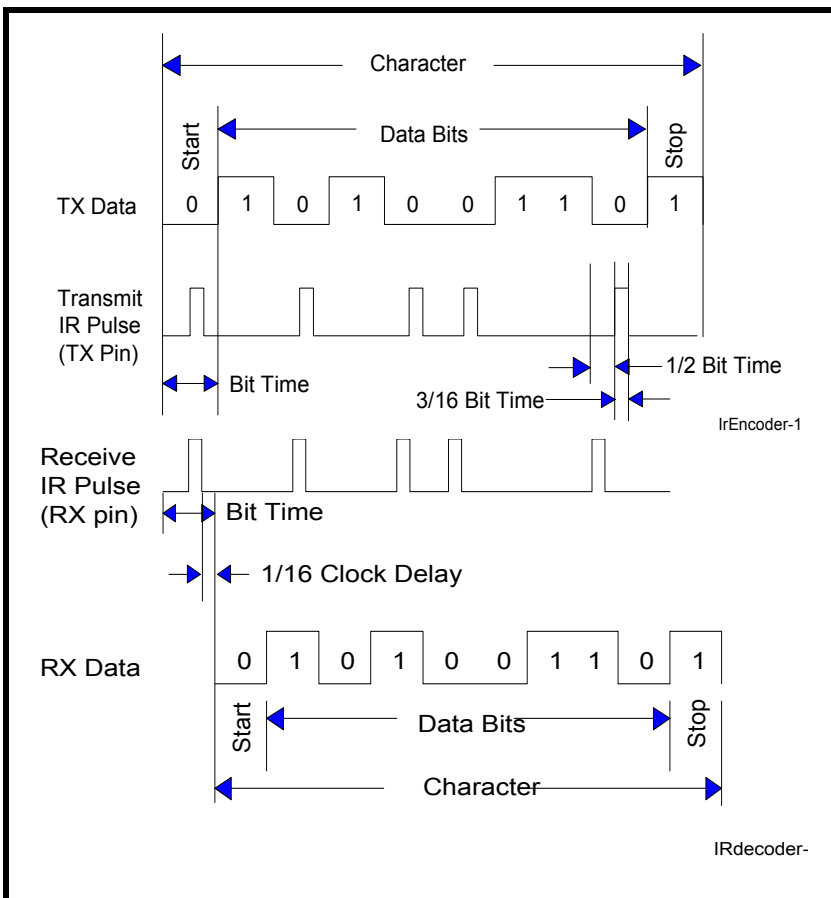 Character
Start
Data Bits
Stop
TX Data
0 1 0 1 0 0 1 1 0 1
Transmit
IR Pulse
(TX Pin)
Bit Time
1/2 Bit Time
3/16 Bit Time
IrEncoder-1
Receive
IR Pulse
(RX pin)
Bit Time
1/16 Clock Delay
RX Data
0 1 0 1 0 0 1 1 0 1
Start
Data Bits
Stop
Character
IRdecoder-